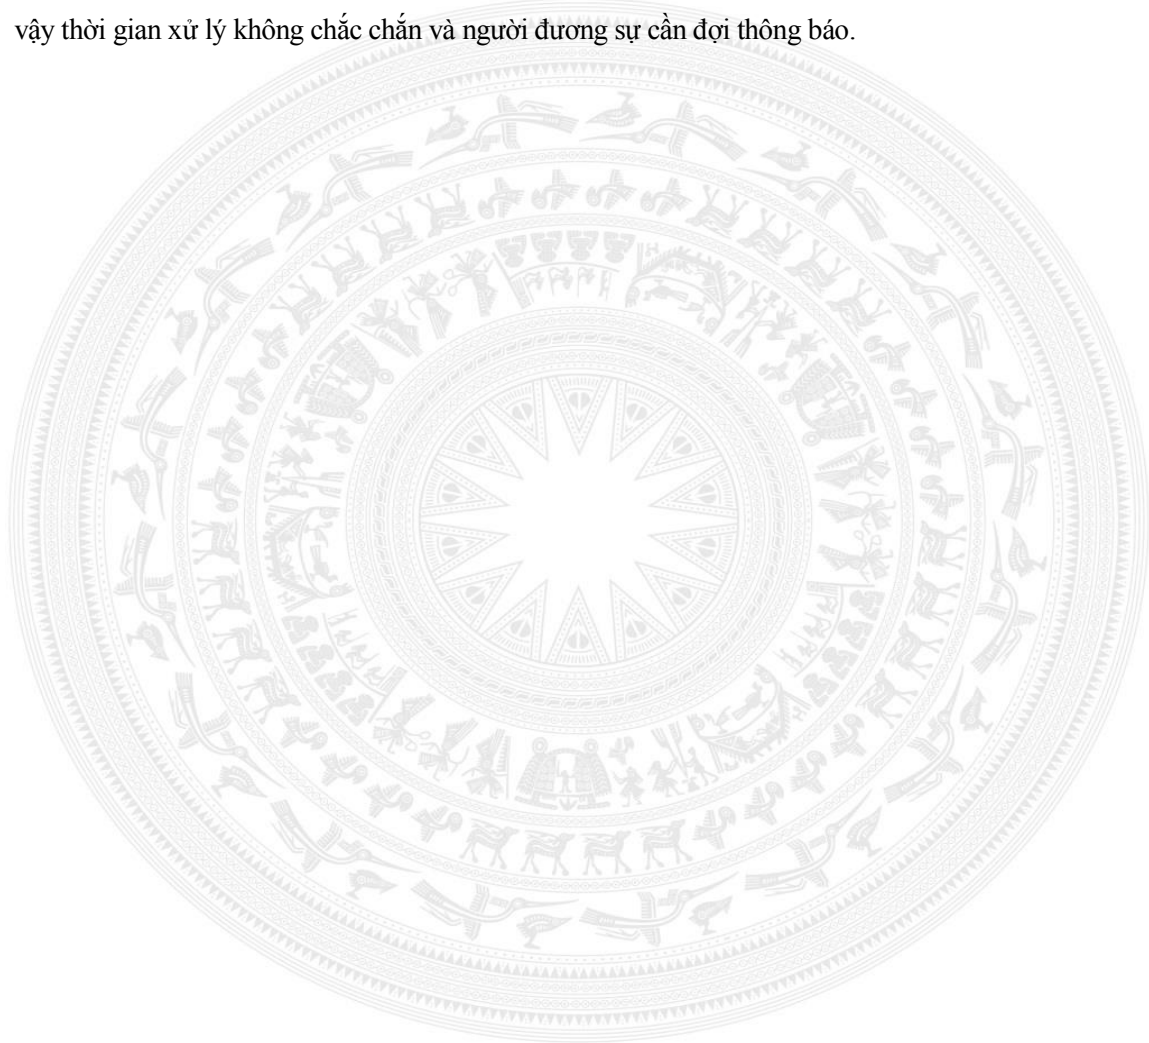 vậy thời gian xử lý không chắc chắn và người đương sự cần đợi thông báo.